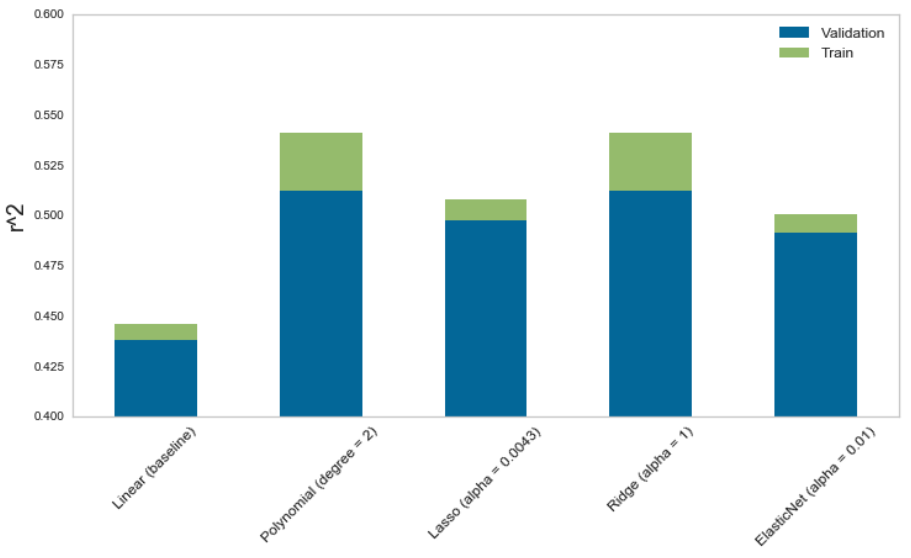 0.600
0.575
0.550
0.525
0.500
0.475
0.450
0.425
0.400
r^2
Validation
Train
Linear (baseline)
Polynomial (degree = 2)
Lasso (alpha = 0.0043)
Ridge (alpha = 1)
ElasticNet (alpha = 0.01)